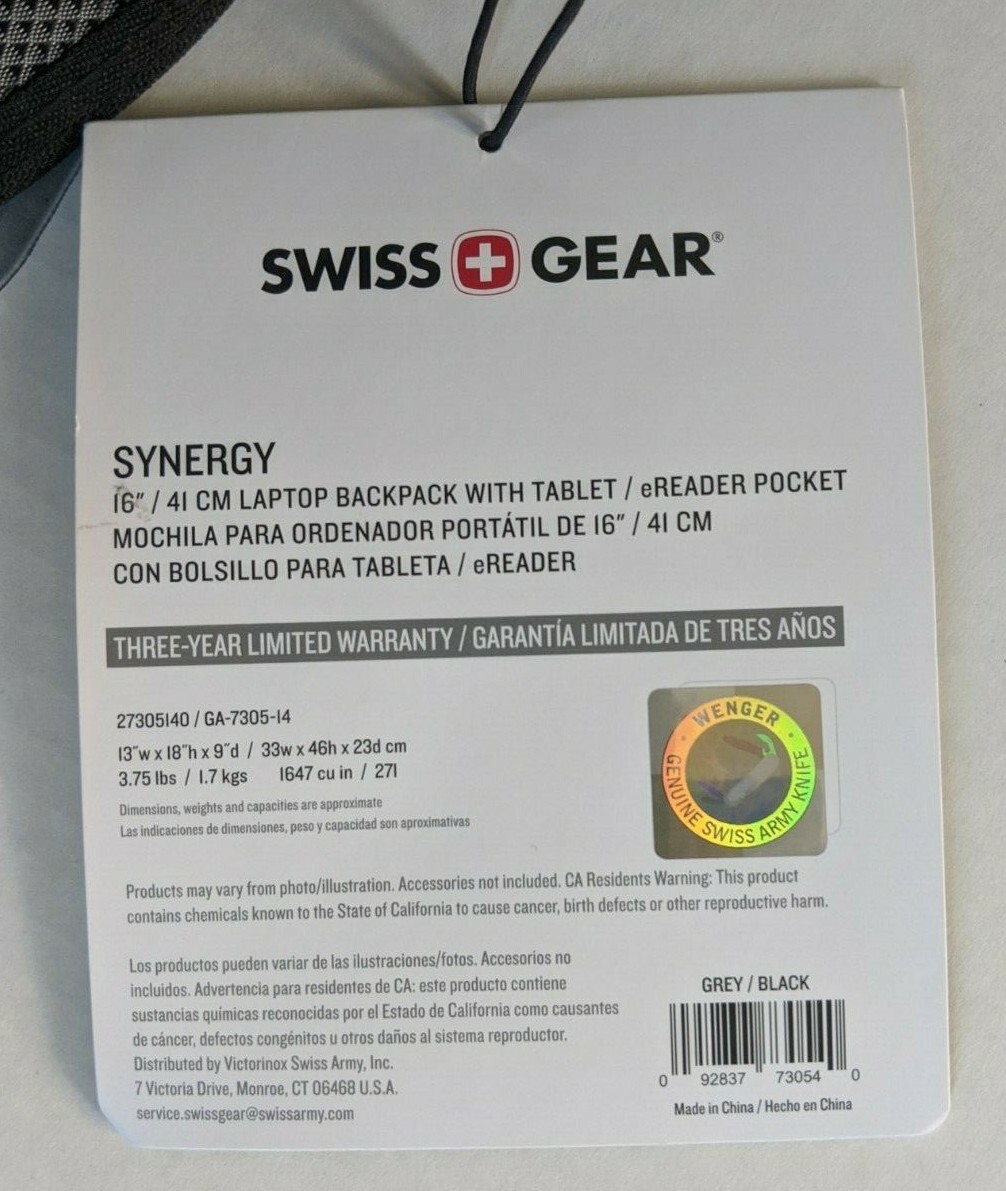 SWISS GEAR®
SYNERGY
16" / 41 CM LAPTOP BACKPACK WITH TABLET / eREADER POCKET
MOCHILA PARA ORDENADOR PORTÁTIL DE 16" / 41 CM
CON BOLSILLO PARA TABLETA / eREADER
THREE-YEAR LIMITED WARRANTY / GARANTÍA LIMITADA DE TRES AÑOS
27305140 / GA-7305-14
13"w x 18"h x 9"d / 33w x 46h x 23d cm
3.75 lbs / 1.7 kgs 1647 cu in / 27l
Dimensions, weights and capacities are approximate
Las indicaciones de dimensiones, peso y capacidad son aproximativas
WENGER
GENUINE SWISS ARMY KNIFE
Products may vary from photo/illustration. Accessories not included. CA Residents Warning: This product
contains chemicals known to the State of California to cause cancer, birth defects or other reproductive harm.
Los productos pueden variar de las ilustraciones/fotos. Accesorios no
incluidos. Advertencia para residentes de CA: este producto contiene
sustancias químicas reconocidas por el Estado de California como causantes
de cáncer, defectos congénitos u otros daños al sistema reproductor.
Distributed by Victorinox Swiss Army, Inc.
7 Victoria Drive, Monroe, CT 06468 U.S.A.
service.swissgear@swissarmy.com
GREY / BLACK
0 92837 73054 0
Made in China / Hecho en China